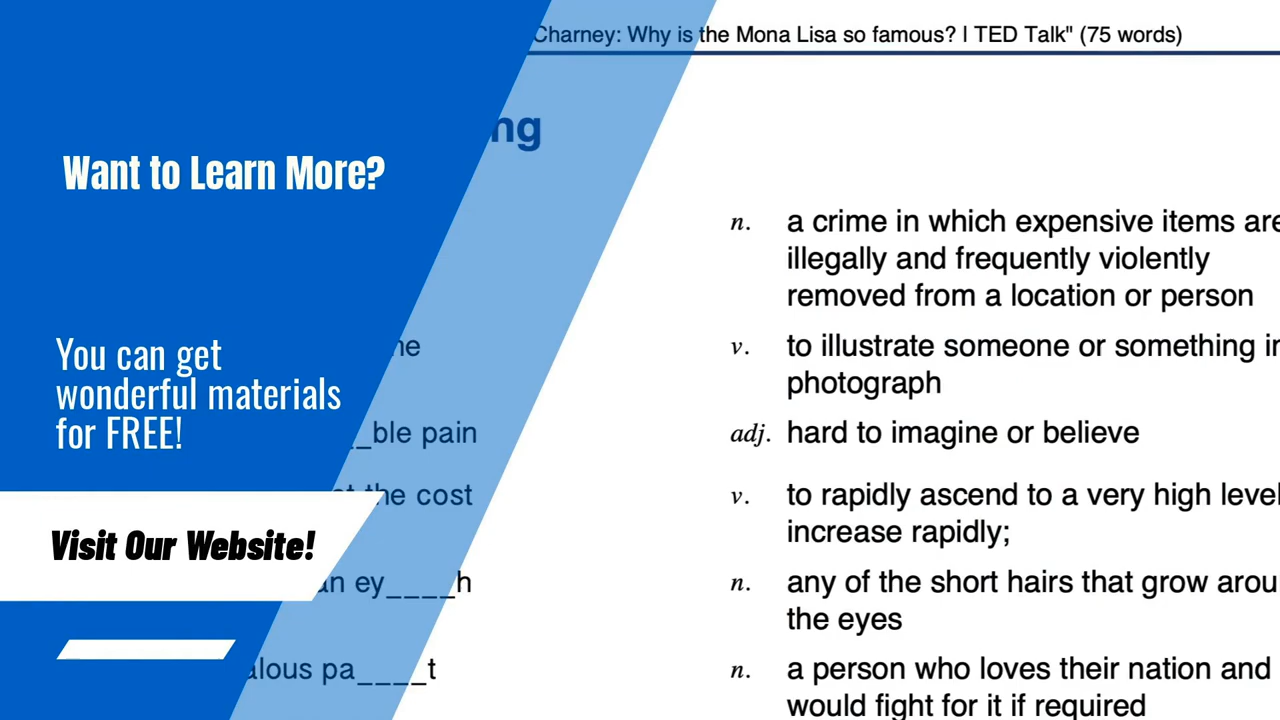 Charney: Why is the Mona Lisa so famous? | TED Talk" (75 words)
ng
Want to Learn More?
You can get
wonderful materials
for FREE!
Visit Our Website!
n. a crime in which expensive items are
illegally and frequently violently
removed from a location or person
v. to illustrate someone or something in
photograph
_ble pain
adj. hard to imagine or believe
the cost
v. to rapidly ascend to a very high level
increase rapidly;
an ey____h
n. any of the short hairs that grow arou
the eyes
alous pa____t
n. a person who loves their nation and
would fight for it if required